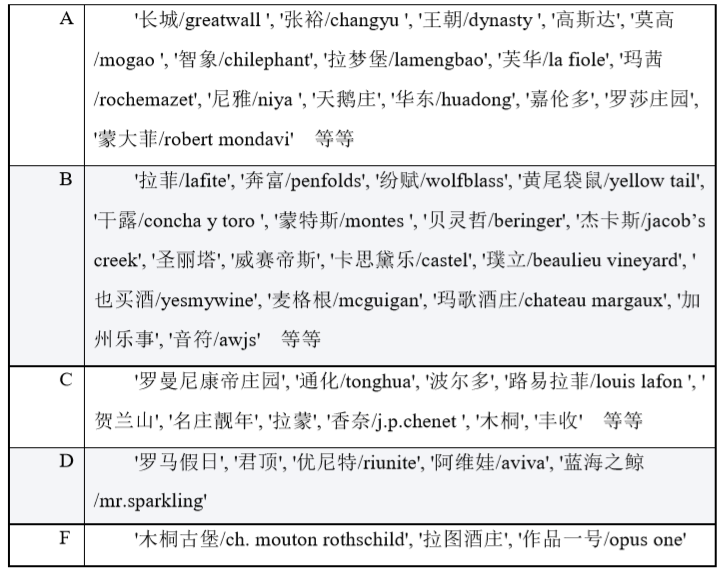 A '长城/greatwall ', '张裕/changyu ', '王朝/dynasty ', '高斯达', '莫高
/mogao ', '智象/chilephant', '拉梦堡/lamengbao', '芙华/la fiole', '玛茜
/rochemazet', '尼雅/niya ', '天鹅庄', '华东/huadong', '嘉伦多', '罗莎庄园',
'蒙大菲/robert mondavi' 等等
B '拉菲/lafite', '奔富/penfolds', '纷赋/wolfblass', '黄尾袋鼠/yellow tail',
'干露/concha y toro ', '蒙特斯/montes ', '贝灵哲/beringer', '杰卡斯/jacob’s
creek', '圣丽塔', '威赛帝斯', '卡思黛乐/castel', '璞立/beaulieu vineyard', '
也买酒/yesmywine', '麦格根/mcguigan', '玛歌酒庄/chateau margaux', '加
州乐事', '音符/awjs' 等等
C '罗曼尼康帝庄园', '通化/tonghua', '波尔多', '路易拉菲/louis lafon ', '
贺兰山', '名庄靓年', '拉蒙', '香奈/j.p.chenet ', '木桐', '丰收' 等等
D '罗马假日', '君顶', '优尼特/riunite', '阿维娃/aviva', '蓝海之鲸
/mr.sparkling'
F '木桐古堡/ch. mouton rothschild', '拉图酒庄', '作品一号/opus one'